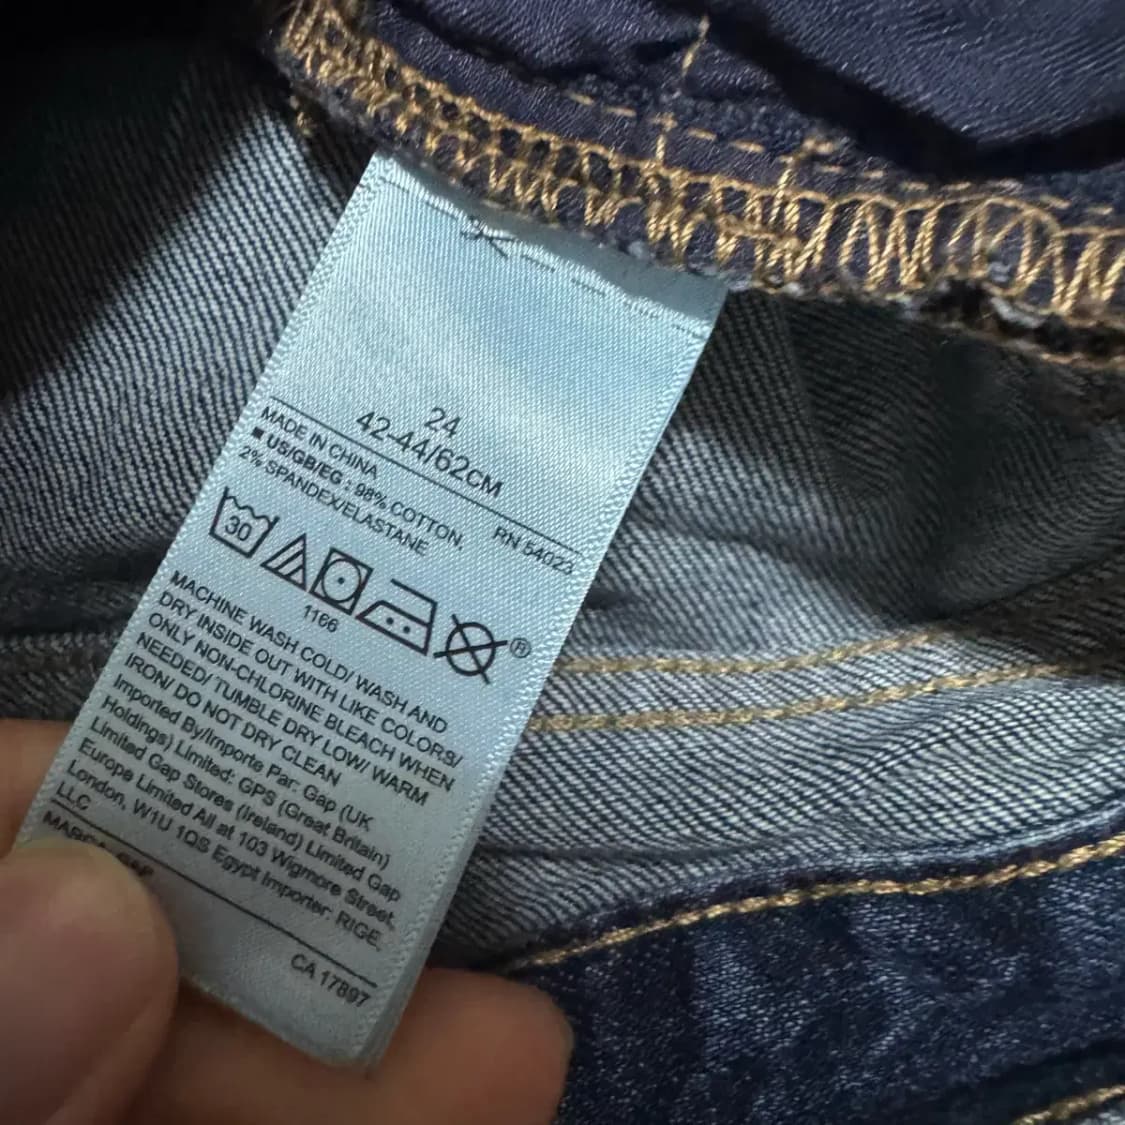 24
42-44/62CM
MADE IN CHINA
RN 54023
■ US/GB/EG : 98% COTTON,
2% SPANDEX/ELASTANE
30
1166
®
MACHINE WASH COLD/ WASH AND
DRY INSIDE OUT WITH LIKE COLORS/
ONLY NON-CHLORINE BLEACH WHEN
NEEDED/ TUMBLE DRY LOW/ WARM
IRON/ DO NOT DRY CLEAN
Imported By/Importe Par: Gap (UK
Holdings) Limited: GPS (Great Britain)
Limited Gap Stores (Ireland) Limited Gap
Europe Limited All at 103 Wigmore Street,
London, W1U 1QS Egypt Importer: RIGE,
LLC
GAP
CA 17897